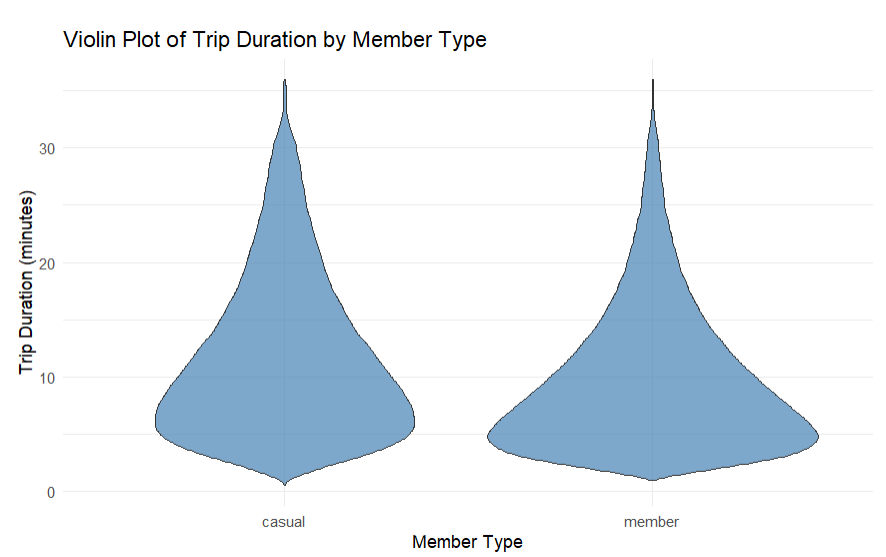 Violin Plot of Trip Duration by Member Type
Trip Duration (minutes)
30
20
10
0
casual
member
Member Type